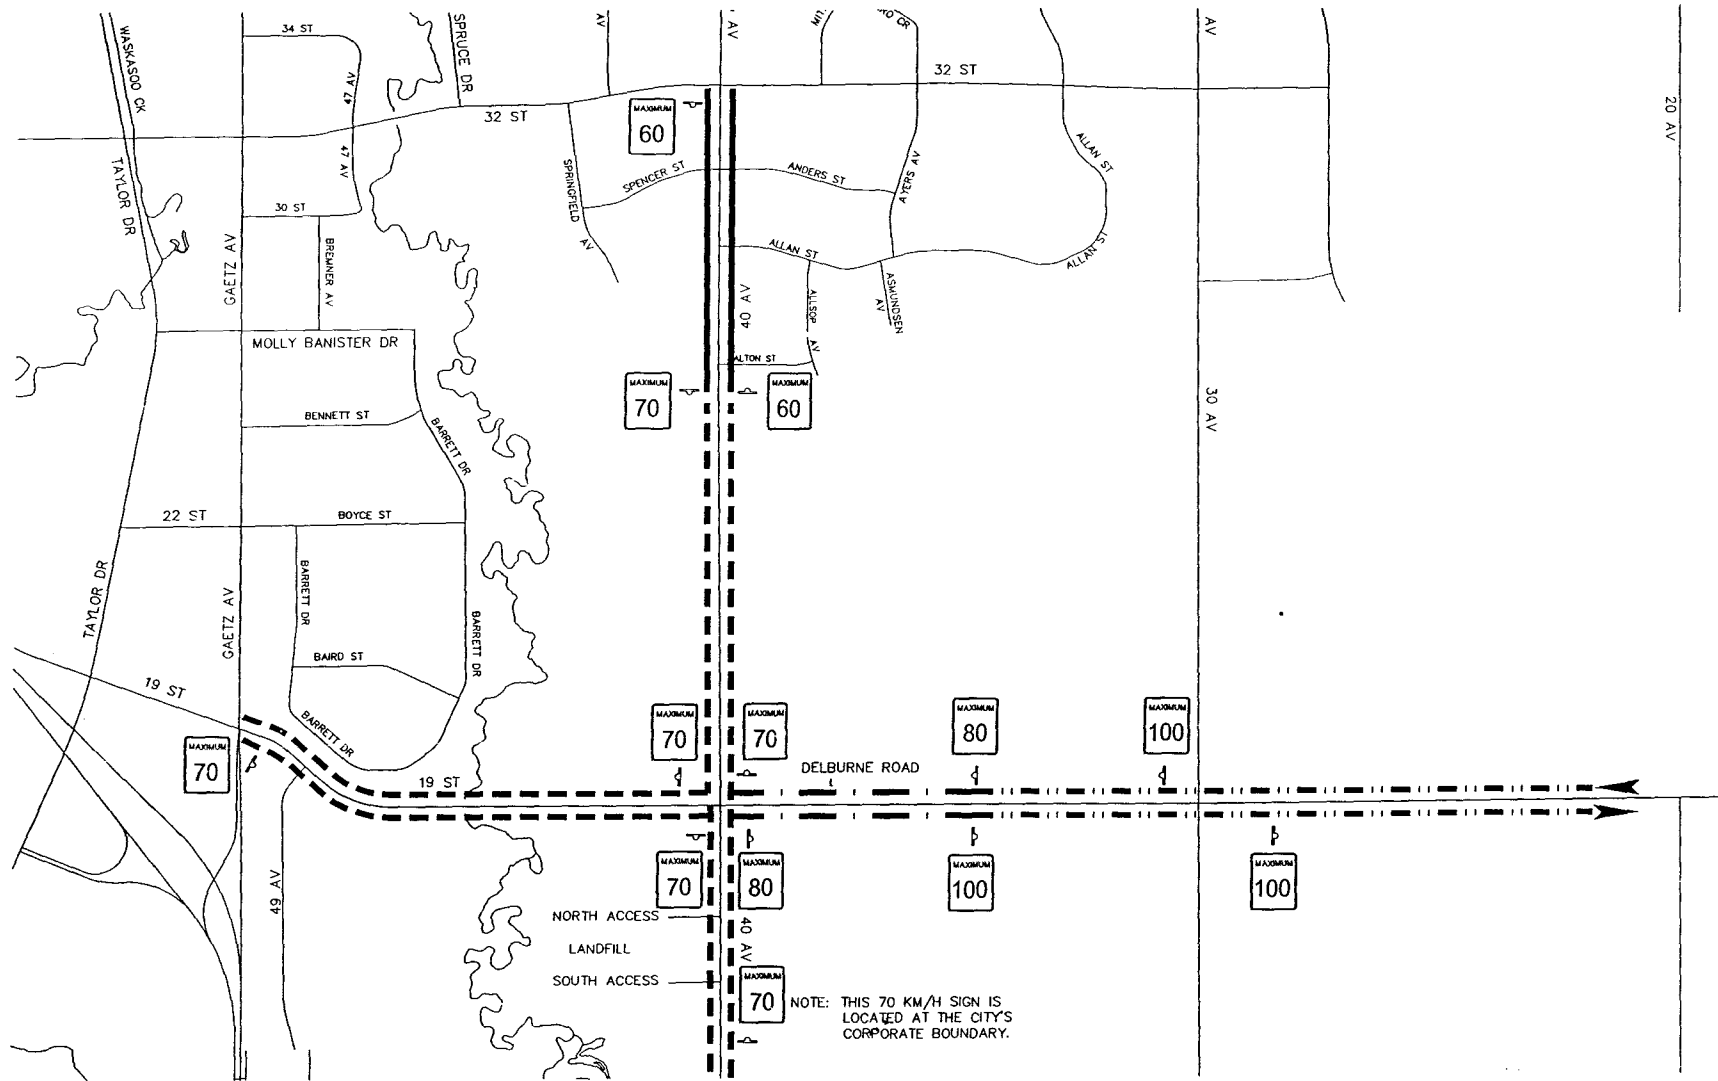 34 ST
WASKASOO CK
SPRUCE DR
AV
AV
AV
47 AV
32 ST
20 AV
MAXIMUM
60
32 ST
47 AV
TAYLOR DR
SPRINGFIELD AV
SPENCER ST
ANDERS ST
AYERS AV
ALLAN ST
30 ST
GAETZ AV
BREMNER AV
ALLAN ST
ALLAN ST
40 AV
ALLSOP AV
ASMUNDSEN AV
MOLLY BANISTER DR
ALTON ST
MAXIMUM
70
MAXIMUM
60
30 AV
BENNETT ST
BARRETT DR
22 ST
BOYCE ST
TAYLOR DR
GAETZ AV
BARRETT DR
BARRETT DR
BAIRD ST
19 ST
BARRETT DR
MAXIMUM
70
MAXIMUM
70
MAXIMUM
70
MAXIMUM
80
MAXIMUM
100
19 ST
DELBURNE ROAD
MAXIMUM
70
MAXIMUM
80
MAXIMUM
100
MAXIMUM
100
49 AV
NORTH ACCESS
LANDFILL
SOUTH ACCESS
40 AV
MAXIMUM
70
NOTE: THIS 70 KM/H SIGN IS
LOCATED AT THE CITY'S
CORPORATE BOUNDARY.